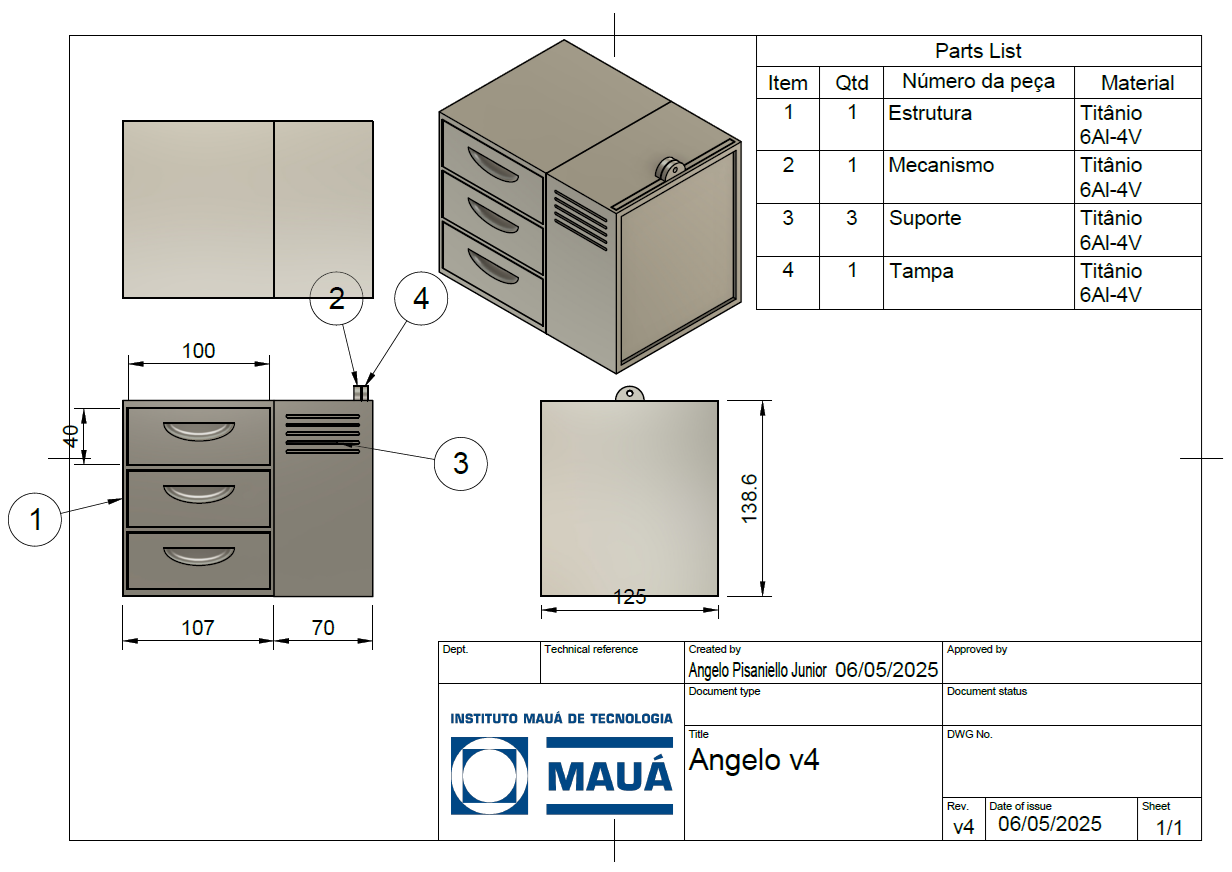 Parts List
Item Qtd Número da peça Material
1 1 Estrutura Titânio
6Al-4V
2 1 Mecanismo Titânio
6Al-4V
3 3 Suporte Titânio
6Al-4V
4 1 Tampa Titânio
6Al-4V
2 4
100
40
3
1
138.6
125
107 70
Dept. Technical reference Created by Approved by
Angelo Pisaniello Junior 06/05/2025
Document type Document status
INSTITUTO MAUÁ DE TECNOLOGIA
MAUÁ
Title DWG No.
Angelo v4
Rev. Date of issue Sheet
v4 06/05/2025 1/1